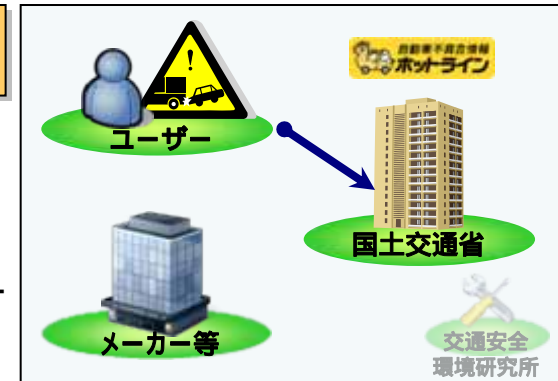 自動車不具合情報
ホットライン
!
ユーザー
国土交通省
メーカー等
交通安全
環境研究所